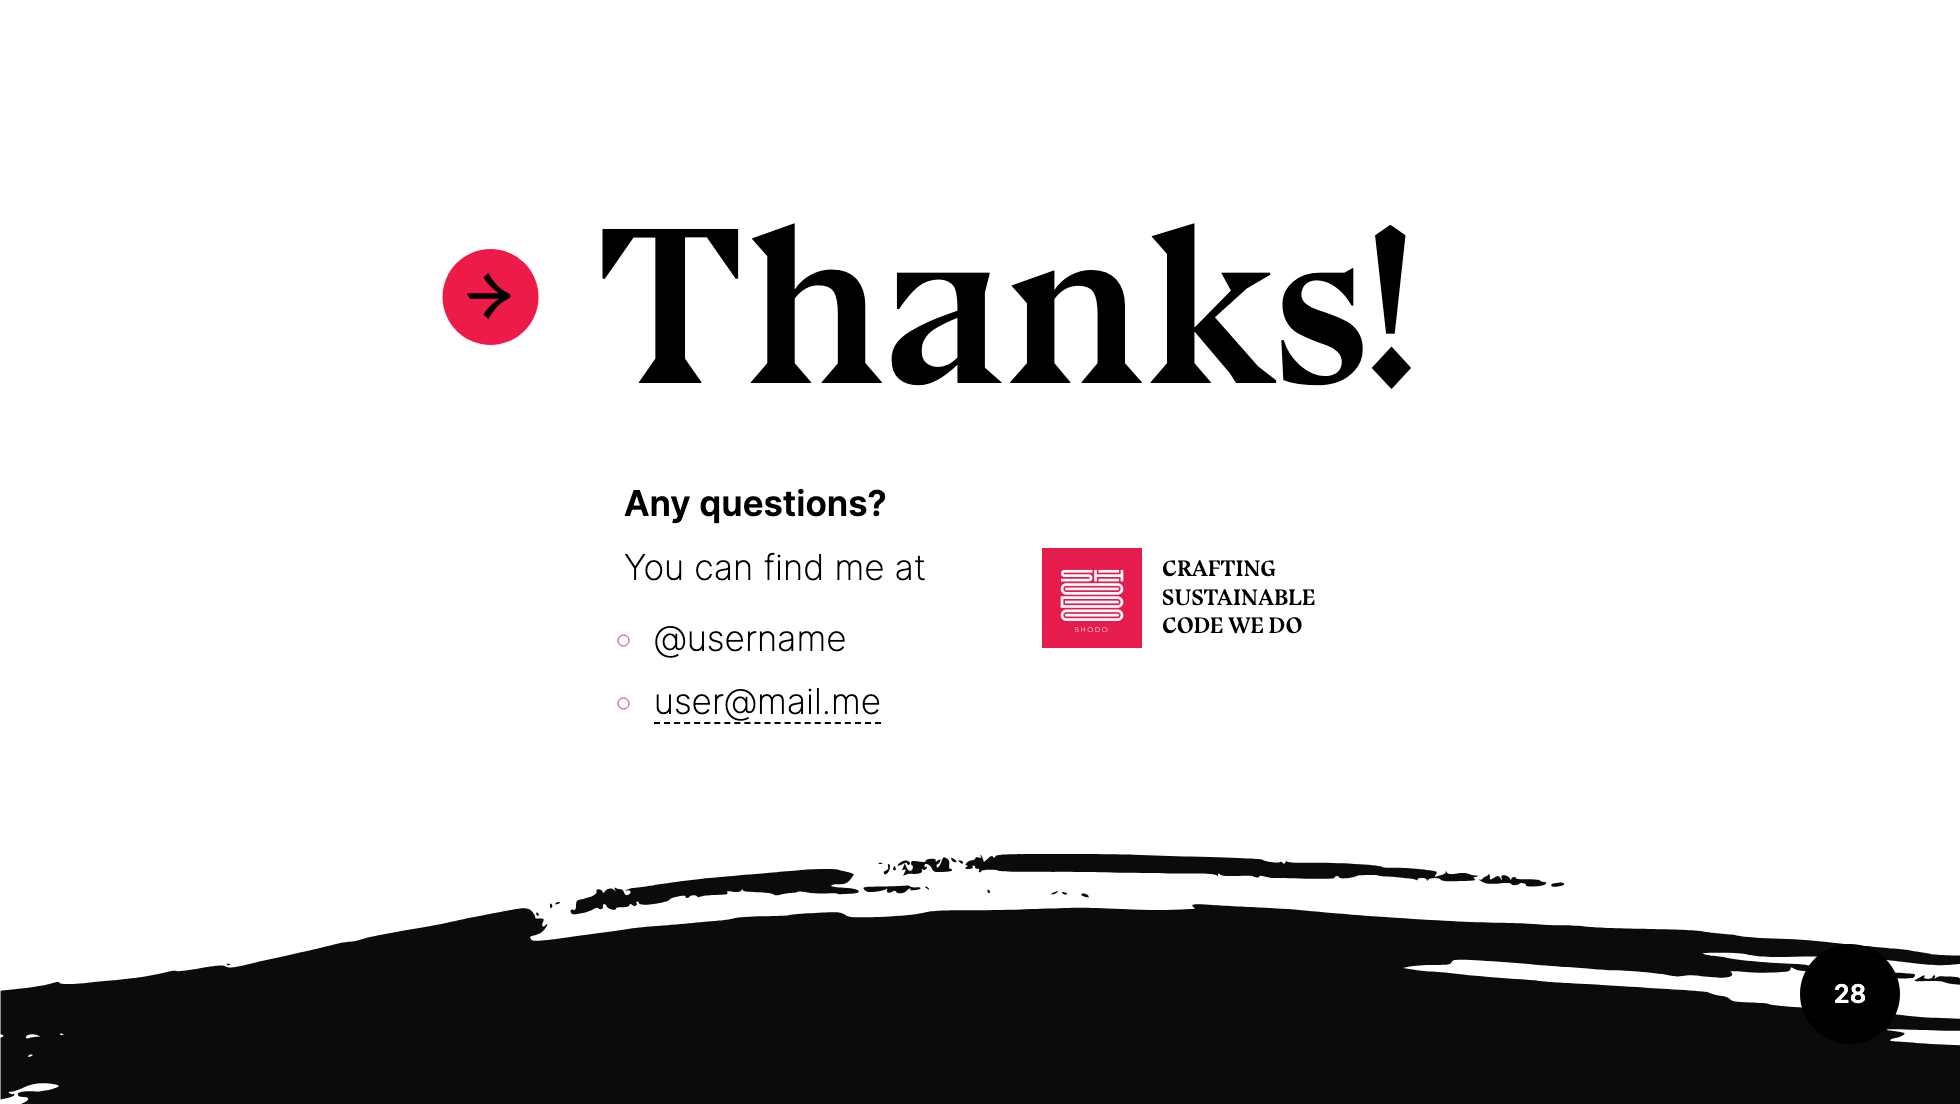 Thanks!
Any questions?
You can find me at
@username
user@mail.me
SHODO
SHODO
CRAFTING
SUSTAINABLE
CODE WE DO
28